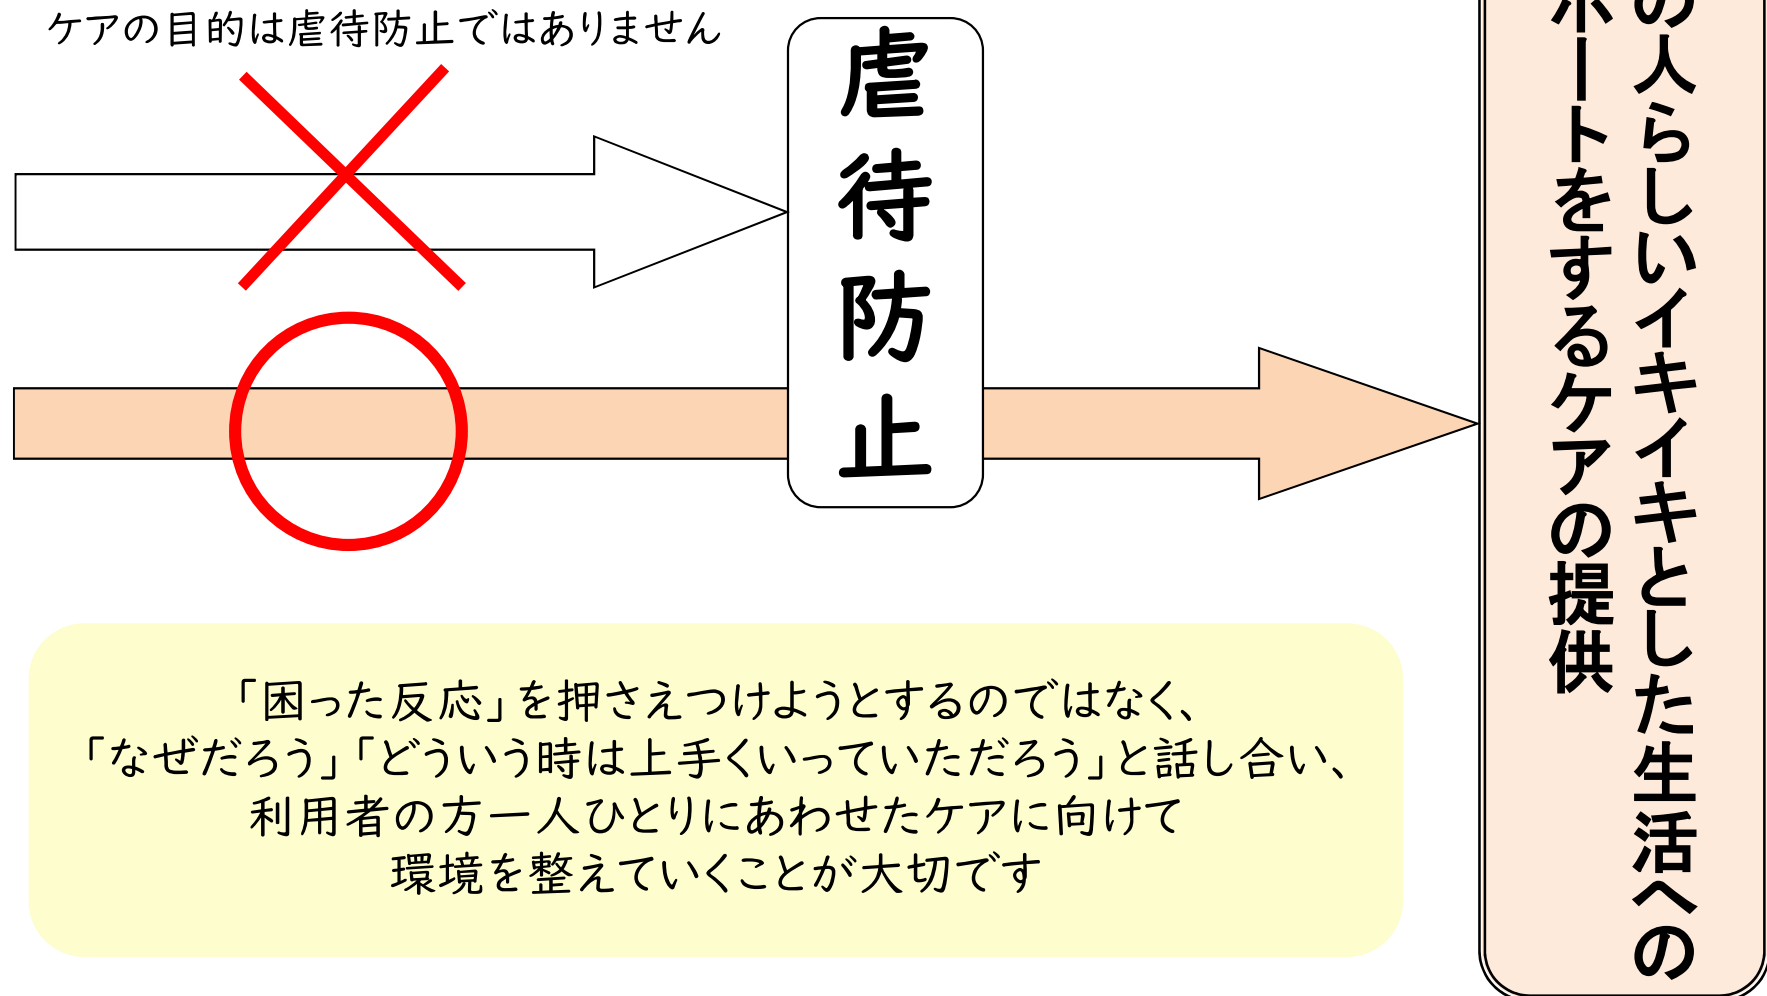 ケアの目的は虐待防止ではありません
虐待防止
の人らしいイキイキとした生活への
ポートをするケアの提供
「困った反応」を押さえつけようとするのではなく、
「なぜだろう」「どういう時は上手くいっていただろう」と話し合い、
利用者の方一人ひとりにあわせたケアに向けて
環境を整えていくことが大切です